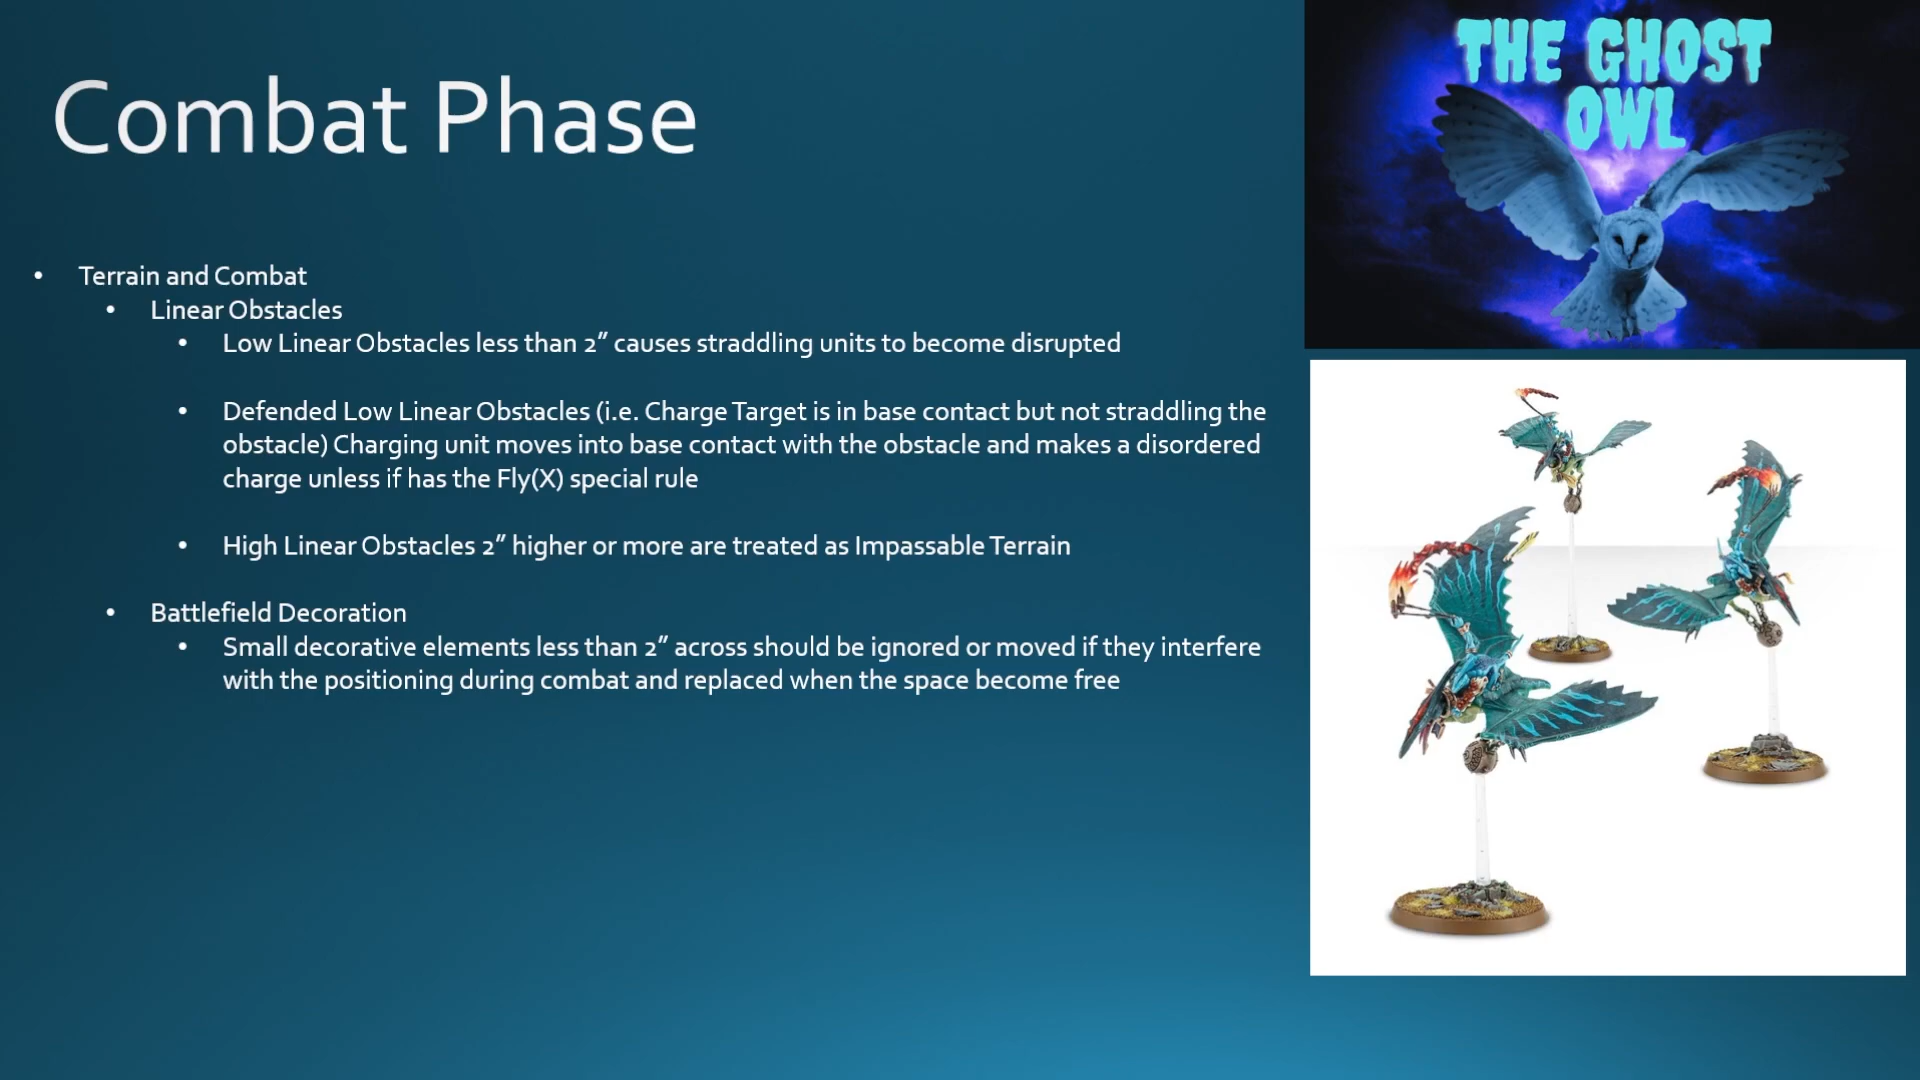 THE GHOST
OWL
Combat Phase
• Terrain and Combat
• Linear Obstacles
• Low Linear Obstacles less than 2” causes straddling units to become disrupted
• Defended Low Linear Obstacles (i.e. Charge Target is in base contact but not straddling the
obstacle) Charging unit moves into base contact with the obstacle and makes a disordered
charge unless if has the Fly(X) special rule
• High Linear Obstacles 2” higher or more are treated as Impassable Terrain
• Battlefield Decoration
• Small decorative elements less than 2” across should be ignored or moved if they interfere
with the positioning during combat and replaced when the space become free